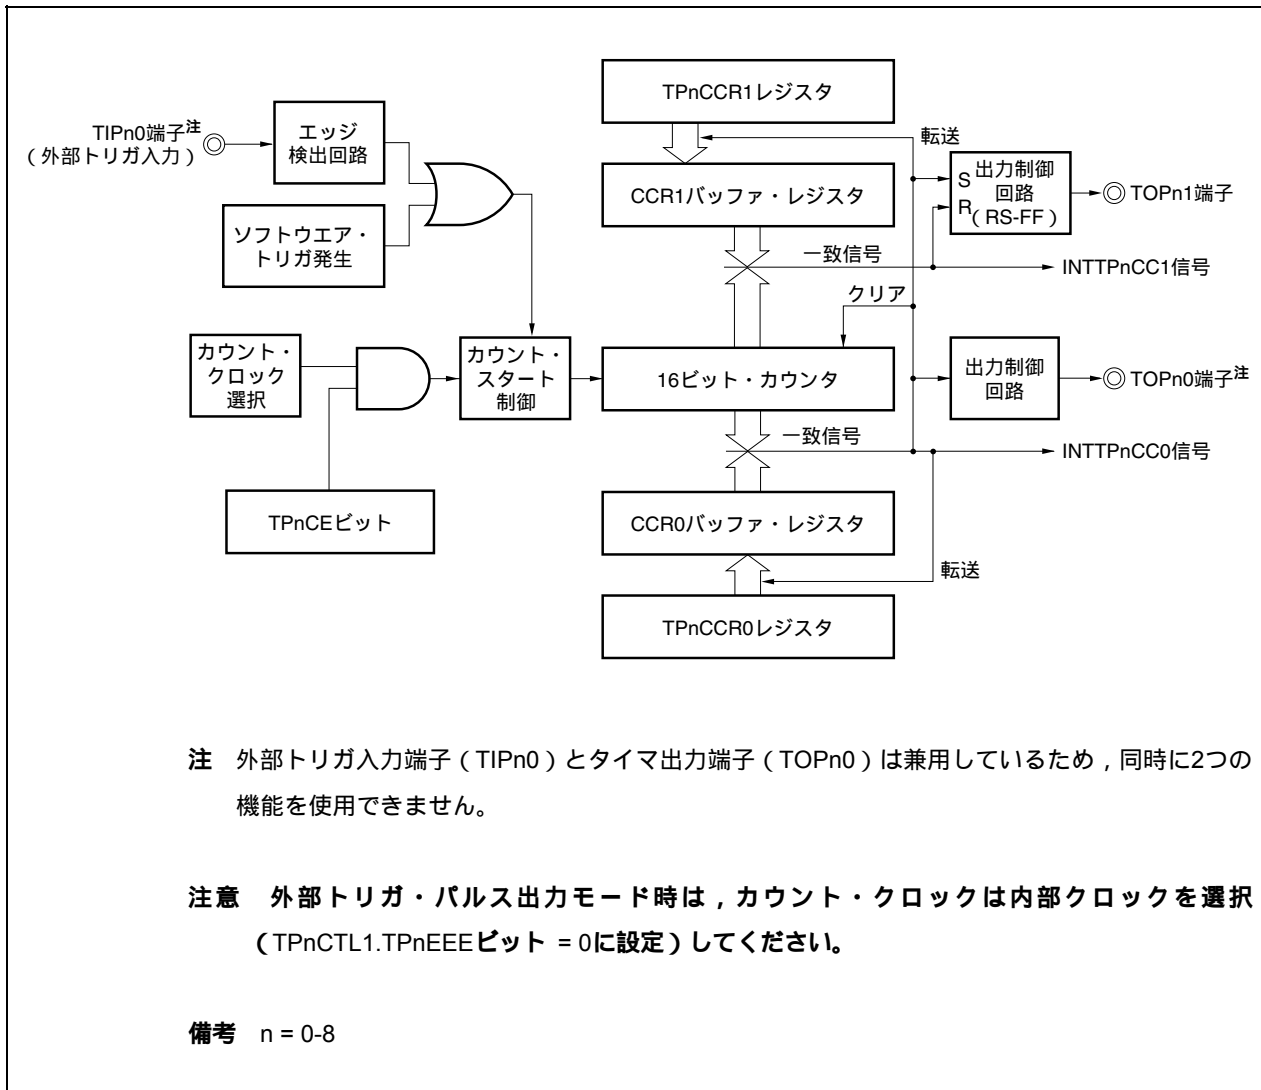 TPnCCR1レジスタ
TIPn0端子注
(外部トリガ入力)
エッジ
検出回路
転送
CCR1バッファ・レジスタ
S
R
出力制御
回路
(RS-FF)
TOPn1端子
ソフトウエア・
トリガ発生
一致信号
INTTPnCC1信号
クリア
カウント・
クロック
選択
カウント・
スタート
制御
16ビット・カウンタ
出力制御
回路
TOPn0端子注
一致信号
INTTPnCC0信号
TPnCEビット
CCR0バッファ・レジスタ
転送
TPnCCR0レジスタ
注 外部トリガ入力端子(TIPn0)とタイマ出力端子(TOPn0)は兼用しているため,同時に2つの
機能を使用できません。
注意 外部トリガ・パルス出力モード時は,カウント・クロックは内部クロックを選択
(TPnCTL1.TPnEEEビット = 0に設定)してください。
備考 n = 0-8